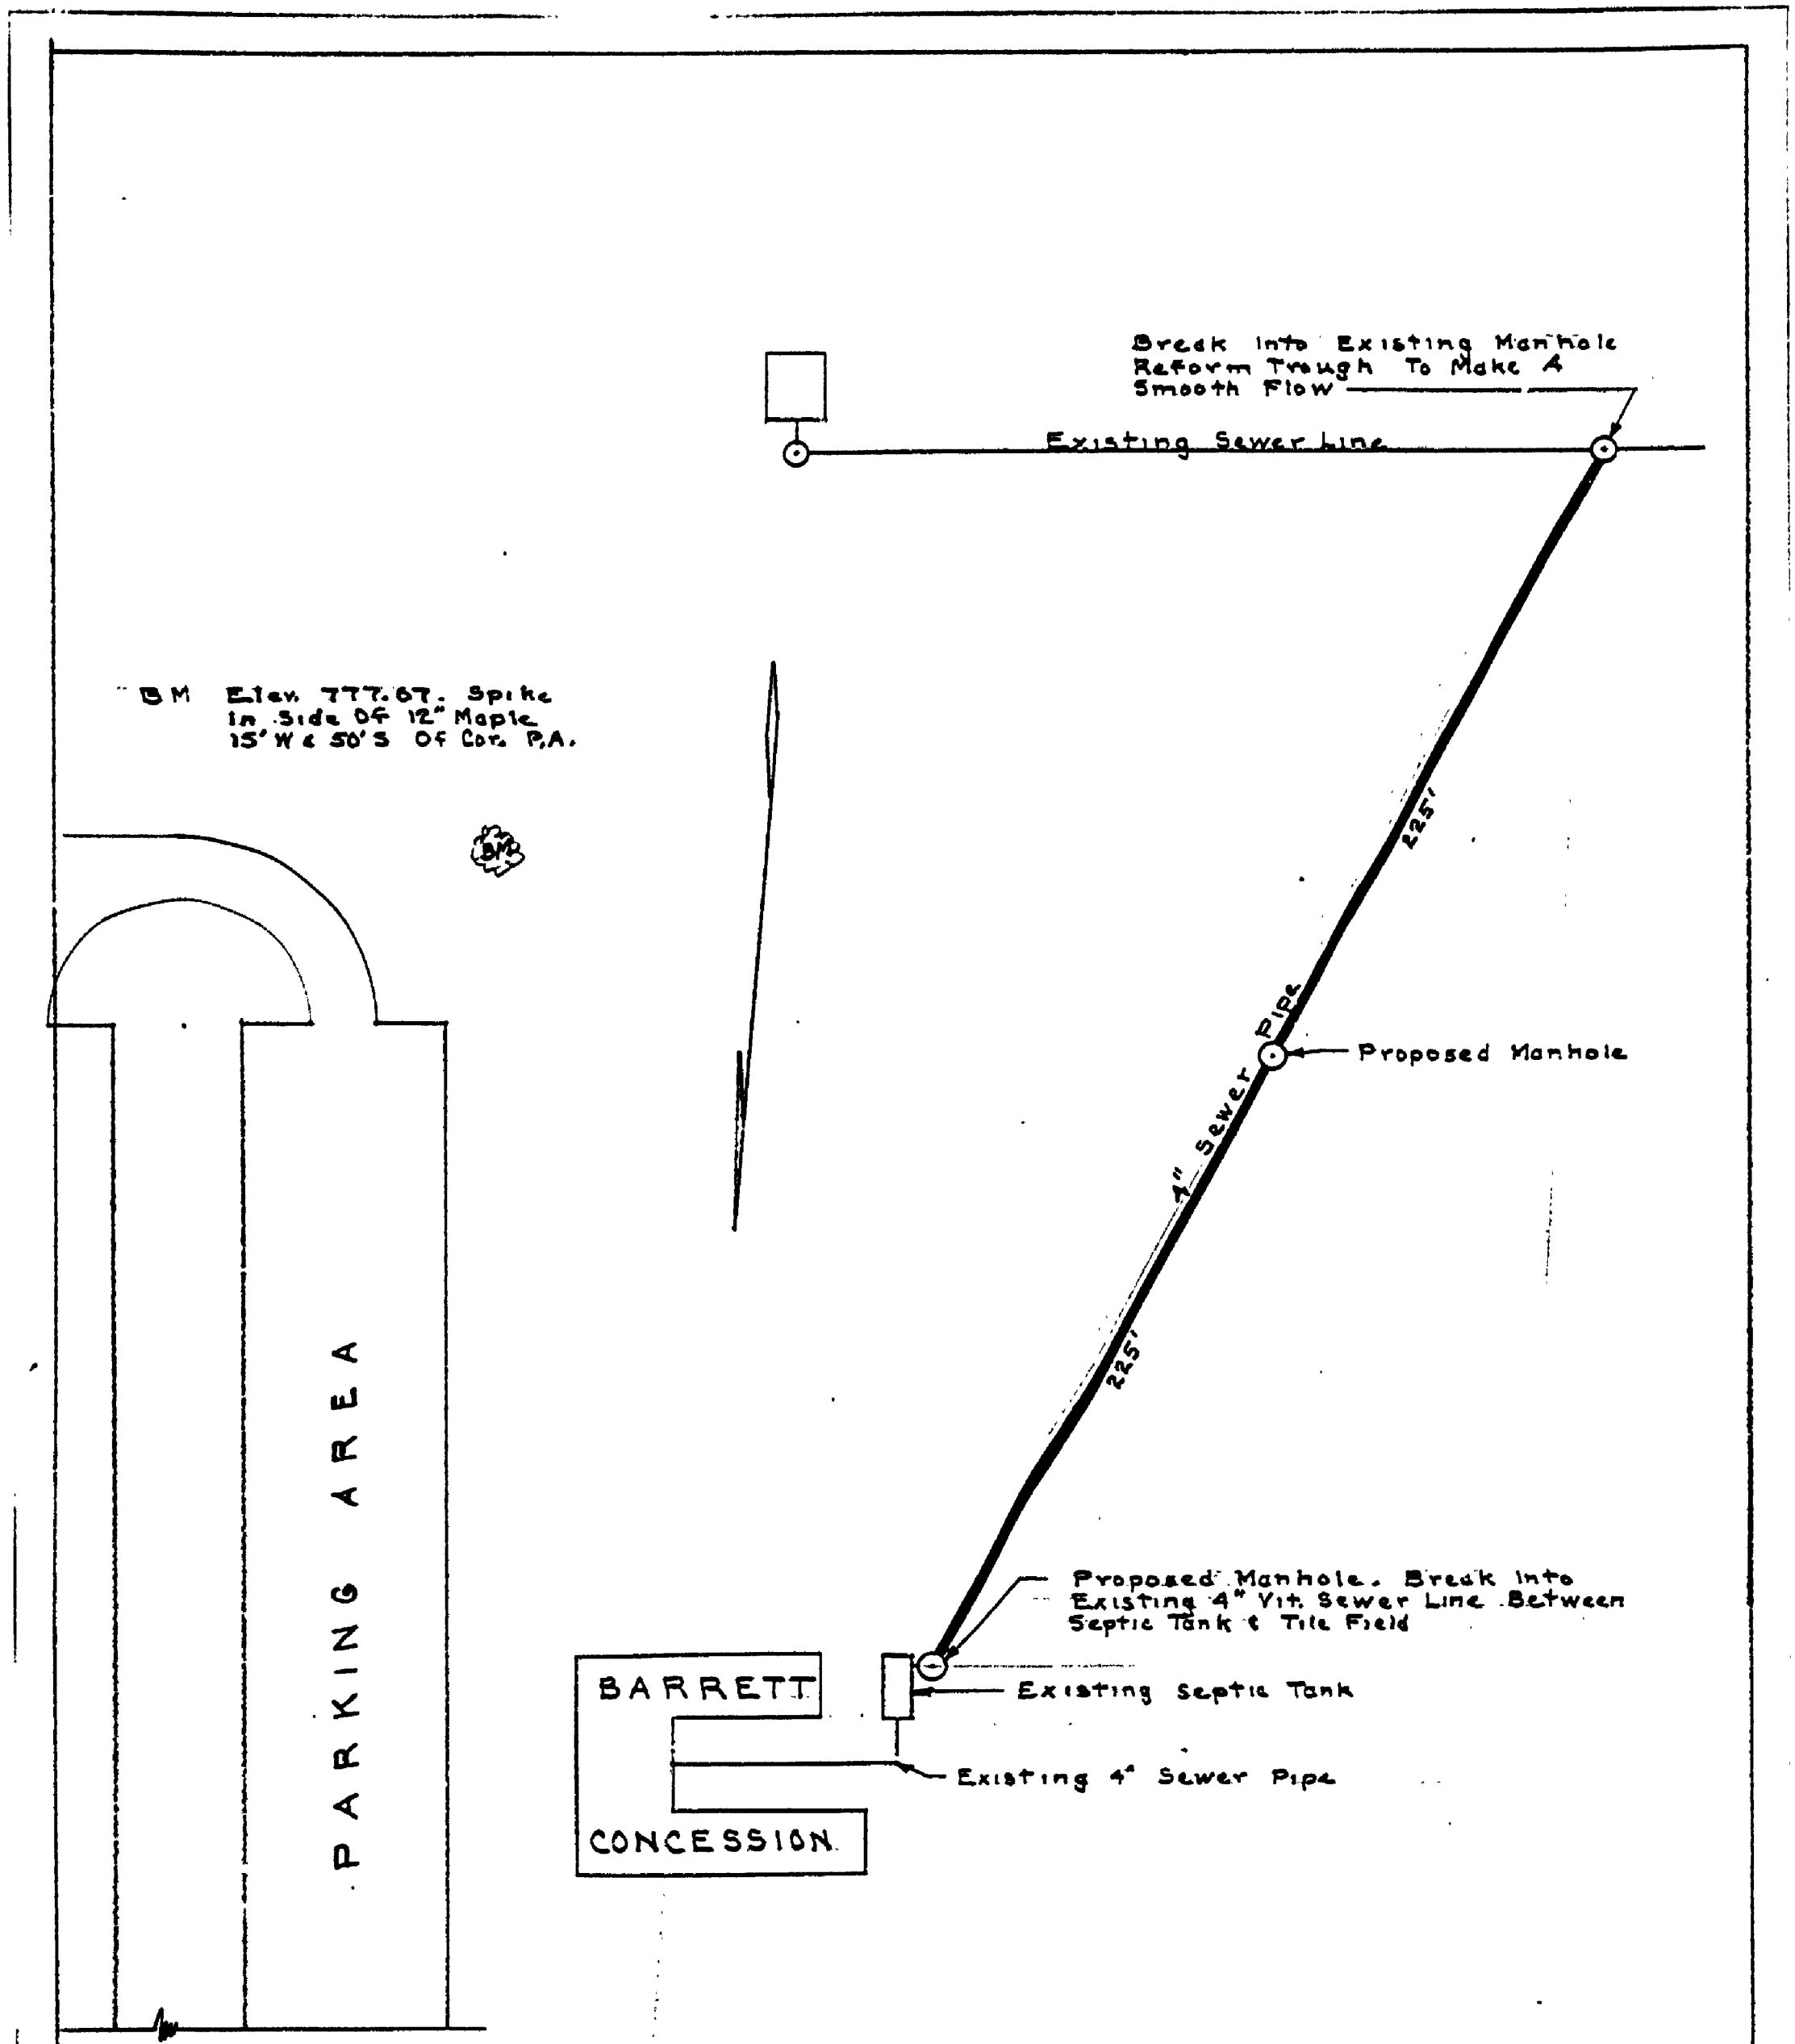 Break Into Existing Manhole
Reform Trough To Make A
Smooth Flow
Existing Sewer Line
BM Elev. 777.67. Spike
In Side Of 12" Maple
15' W & 50' S Of Cor. P.A.
BM
225'
4" Sewer Pipe
Proposed Manhole
225'
PARKING AREA
Proposed Manhole. Break Into
Existing 4" Vit. Sewer Line Between
Septic Tank & Tile Field
BARRETT
Existing Septic Tank
Existing 4" Sewer Pipe
CONCESSION